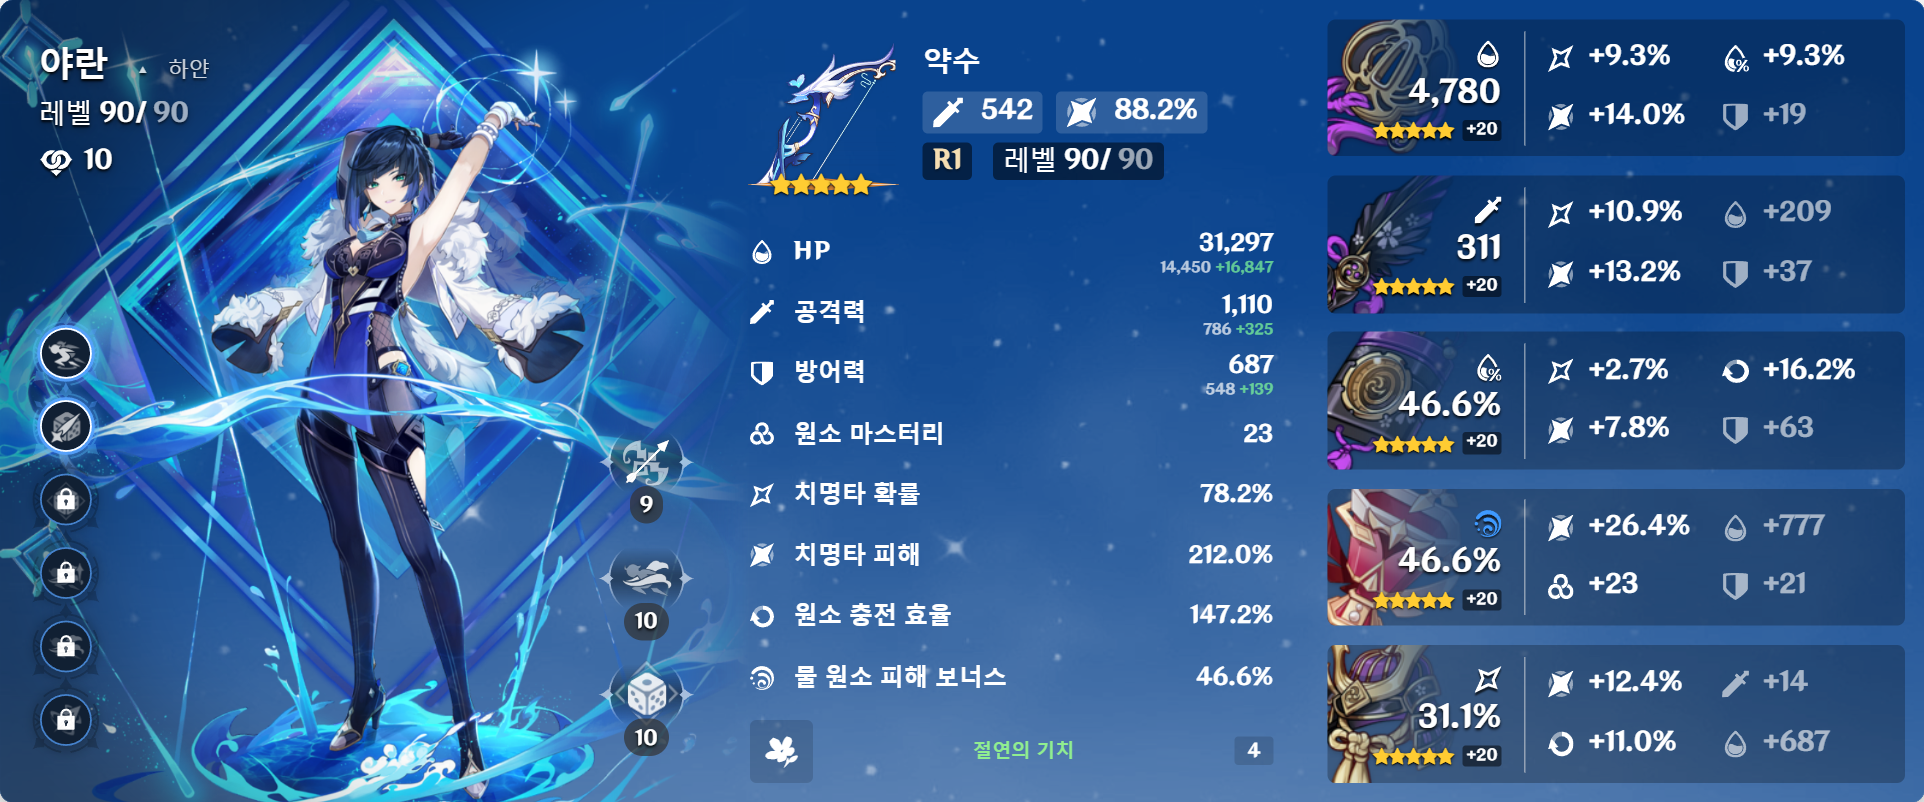 야란 하얀
레벨 90/ 90
10
9
10
10
약수
542 88.2%
R1 레벨 90/ 90
HP 31,297
14,450 +16,847
공격력 1,110
786 +325
방어력 687
548 +139
원소 마스터리 23
치명타 확률 78.2%
치명타 피해 212.0%
원소 충전 효율 147.2%
물 원소 피해 보너스 46.6%
절연의 기치 4
4,780
+20
+9.3% +9.3%
+14.0% +19
311
+20
+10.9% +209
+13.2% +37
46.6%
+20
+2.7% +16.2%
+7.8% +63
46.6%
+20
+26.4% +777
+23 +21
31.1%
+20
+12.4% +14
+11.0% +687